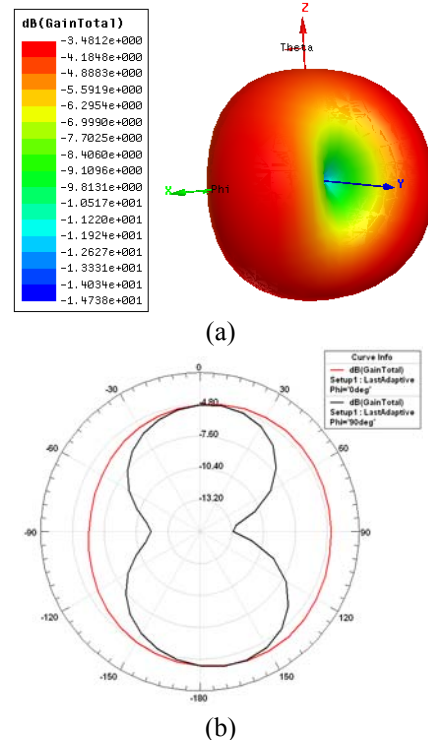 dB(GainTotal)
-3.4812e+000
-4.1848e+000
-4.8883e+000
-5.5919e+000
-6.2954e+000
-6.9990e+000
-7.7025e+000
-8.4060e+000
-9.1096e+000
-9.8131e+000
-1.0517e+001
-1.1220e+001
-1.1924e+001
-1.2627e+001
-1.3331e+001
-1.4034e+001
-1.4738e+001
Z
Theta
X
Phi
Y
(a)
Curve Info
dB(GainTotal)
Setup1 : LastAdaptive
Phi='0deg'
dB(GainTotal)
Setup1 : LastAdaptive
Phi='90deg'
0
-30
30
-4.80
-60
60
-7.60
-10.40
-13.20
-90
90
-120
120
-150
150
-180
(b)